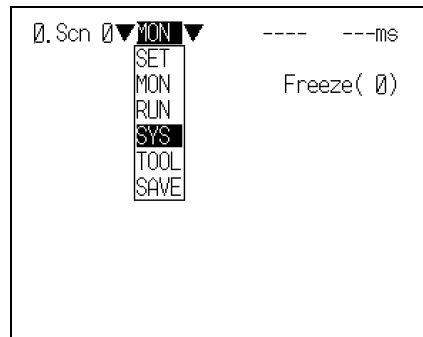 0.Scn 0▼MON ▼ ---- ---ms
SET
MON Freeze( 0)
RUN
SYS
TOOL
SAVE